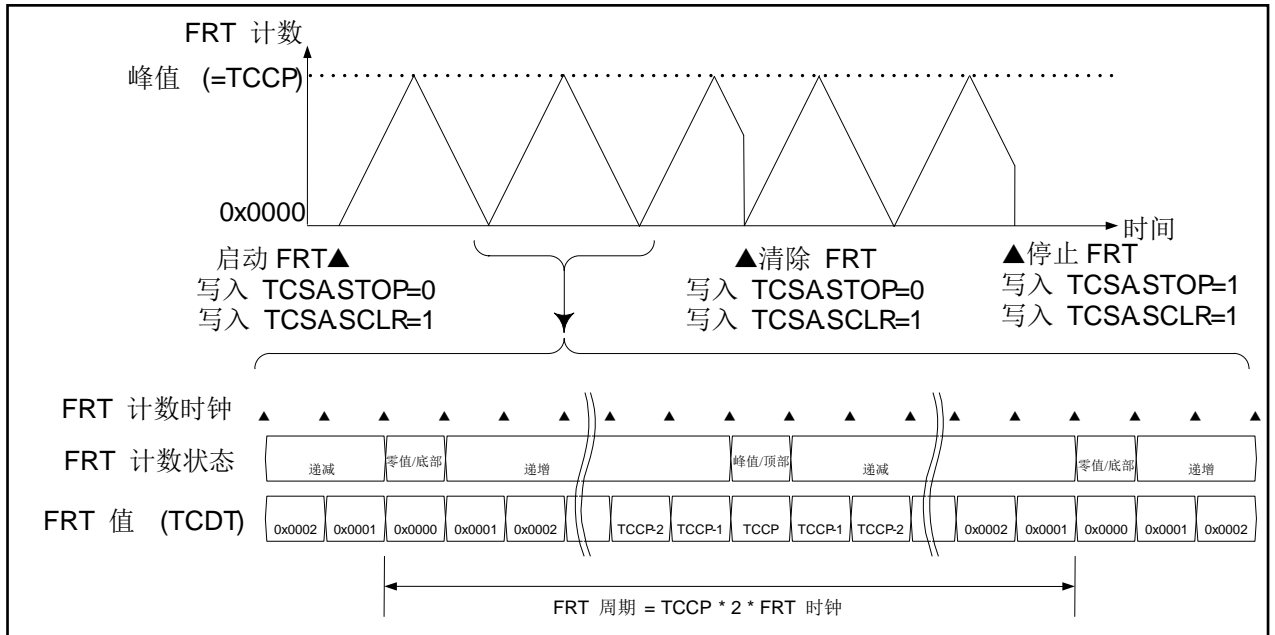 FRT 计数
峰值 (=TCCP)
0x0000
时间
启动 FRT▲
写入 TCSA.STOP=0
写入 TCSA.SCLR=1
▲清除 FRT
写入 TCSA.STOP=0
写入 TCSA.SCLR=1
▲停止 FRT
写入 TCSA.STOP=1
写入 TCSA.SCLR=1
FRT 计数时钟
FRT 计数状态
递减 零值/底部 递增 峰值/顶部 递减 零值/底部 递增
FRT 值 (TCDT)
0x0002 0x0001 0x0000 0x0001 0x0002 TCCP-2 TCCP-1 TCCP TCCP-1 TCCP-2 0x0002 0x0001 0x0000 0x0001 0x0002
FRT 周期 = TCCP * 2 * FRT 时钟